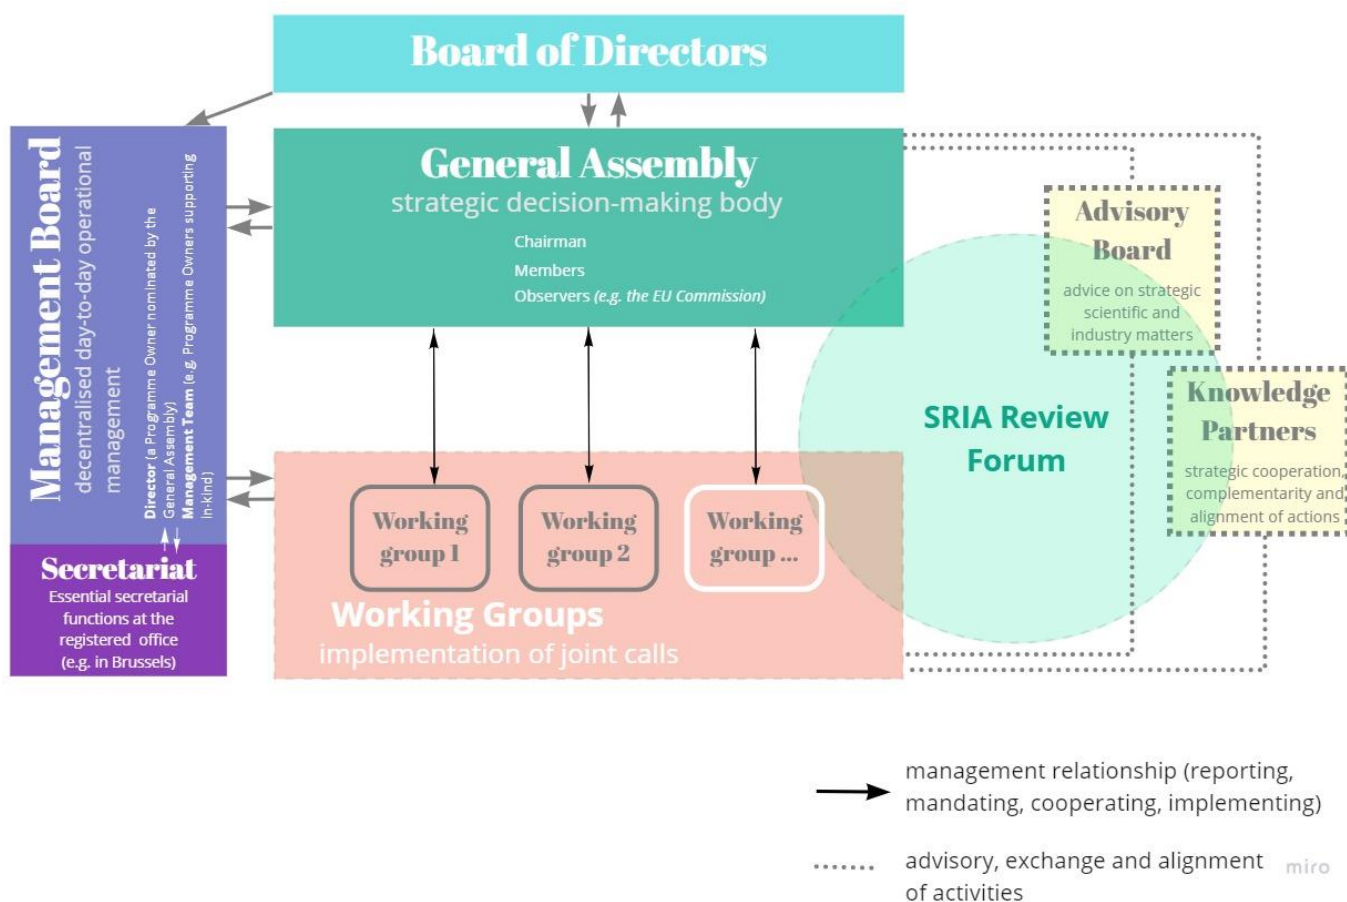 Board of Directors
Management Board
decentralised day-to-day operational
management
Director (a Programme Owner nominated by the
General Assembly)
Management Team (e.g. Programme Owners supporting
in-kind)
Secretariat
Essential secretarial
functions at the
registered office
(e.g. in Brussels)
General Assembly
strategic decision-making body
Chairman
Members
Observers (e.g. the EU Commission)
Working
group 1
Working
group 2
Working
group ...
Working Groups
implementation of joint calls
SRIA Review
Forum
Advisory
Board
advice on strategic
scientific and
industry matters
Knowledge
Partners
strategic cooperation,
complementarity and
alignment of actions
management relationship (reporting,
mandating, cooperating, implementing)
advisory, exchange and alignment
of activities
miro